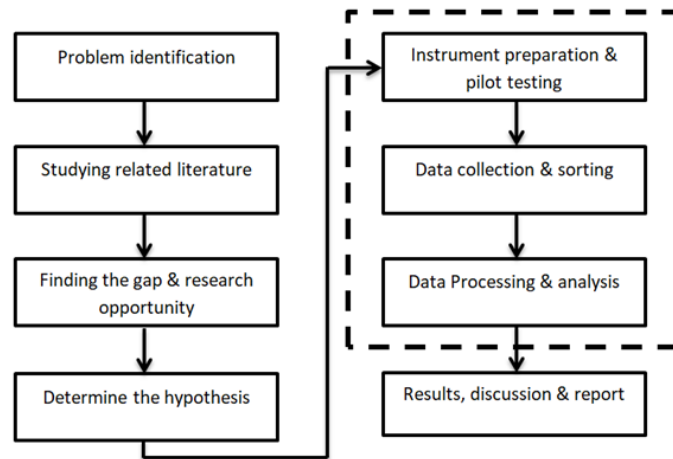 Problem identification
Studying related literature
Finding the gap & research
opportunity
Determine the hypothesis
Instrument preparation &
pilot testing
Data collection & sorting
Data Processing & analysis
Results, discussion & report